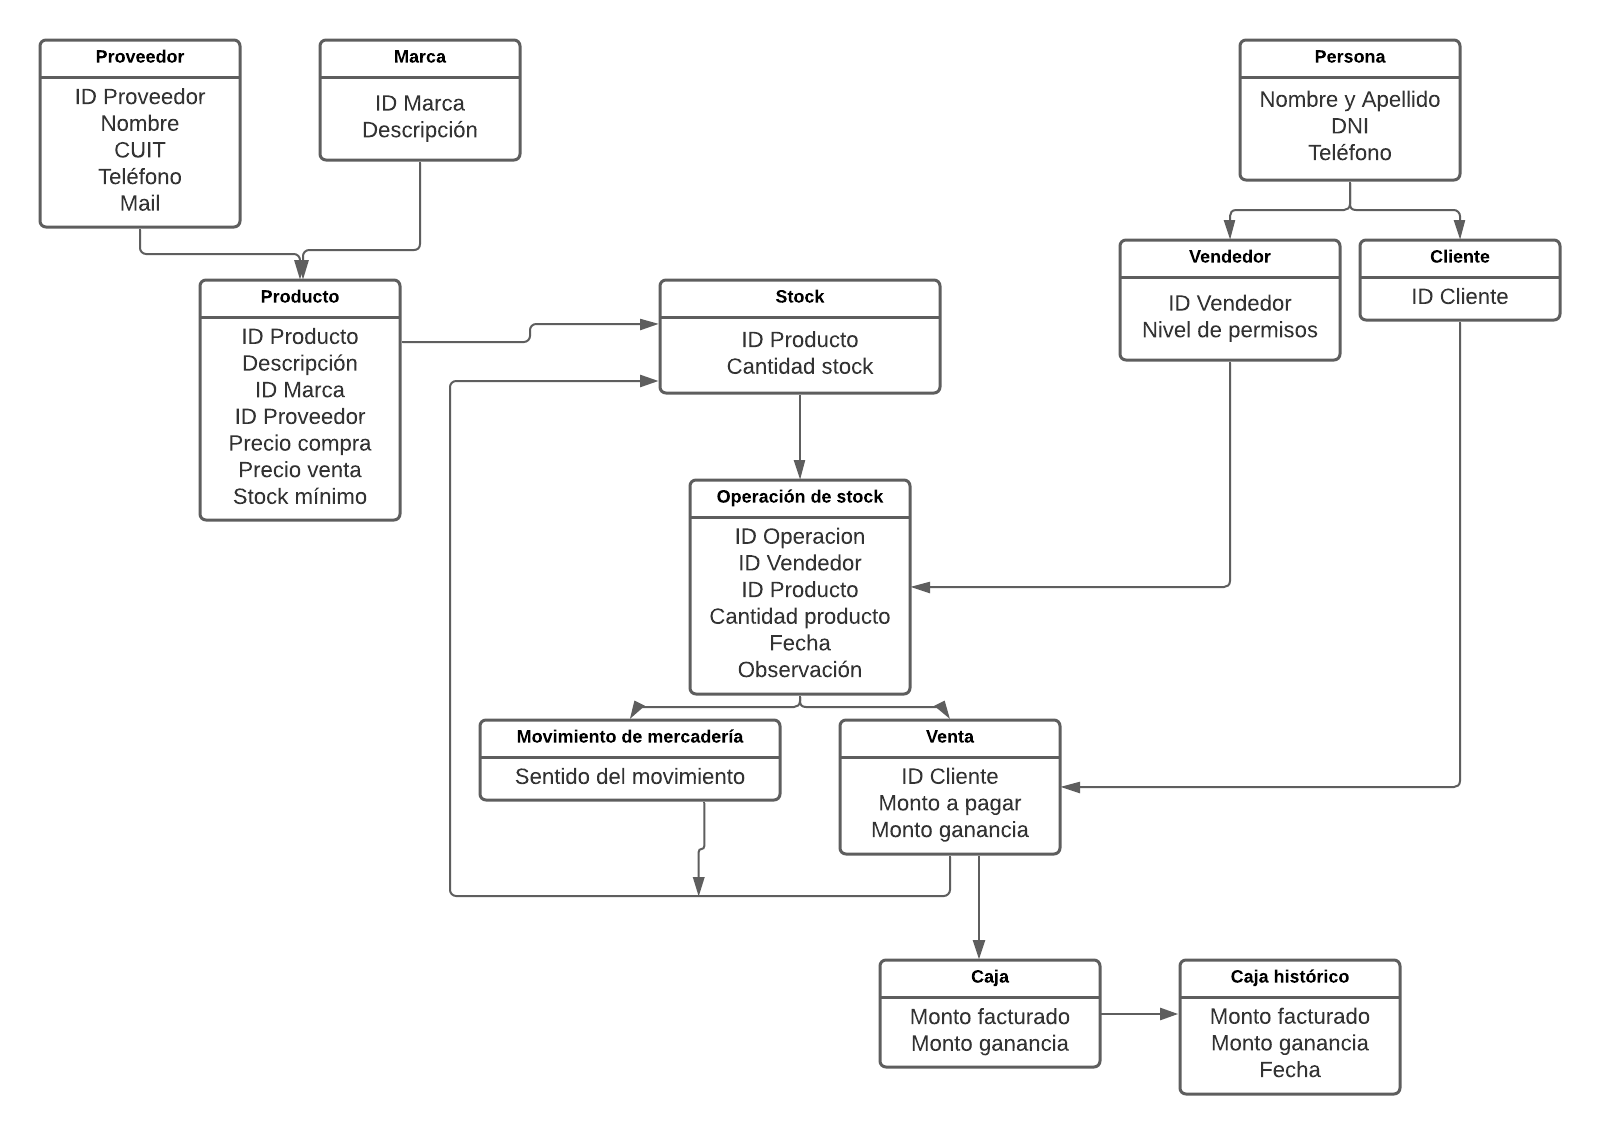 Proveedor
ID Proveedor
Nombre
CUIT
Teléfono
Mail
Marca
ID Marca
Descripción
Persona
Nombre y Apellido
DNI
Teléfono
Vendedor
ID Vendedor
Nivel de permisos
Cliente
ID Cliente
Producto
ID Producto
Descripción
ID Marca
ID Proveedor
Precio compra
Precio venta
Stock mínimo
Stock
ID Producto
Cantidad stock
Operación de stock
ID Operacion
ID Vendedor
ID Producto
Cantidad producto
Fecha
Observación
Movimiento de mercadería
Sentido del movimiento
Venta
ID Cliente
Monto a pagar
Monto ganancia
Caja
Monto facturado
Monto ganancia
Caja histórico
Monto facturado
Monto ganancia
Fecha